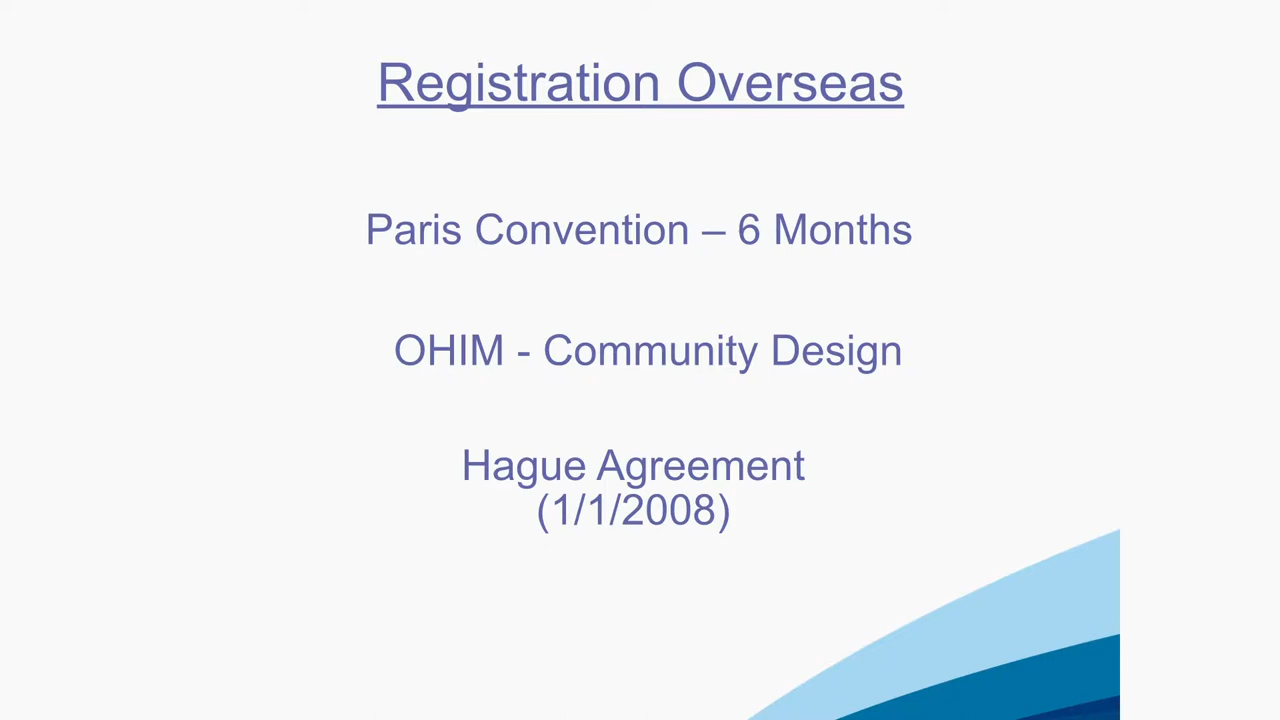 Registration Overseas
Paris Convention – 6 Months
OHIM - Community Design
Hague Agreement
(1/1/2008)